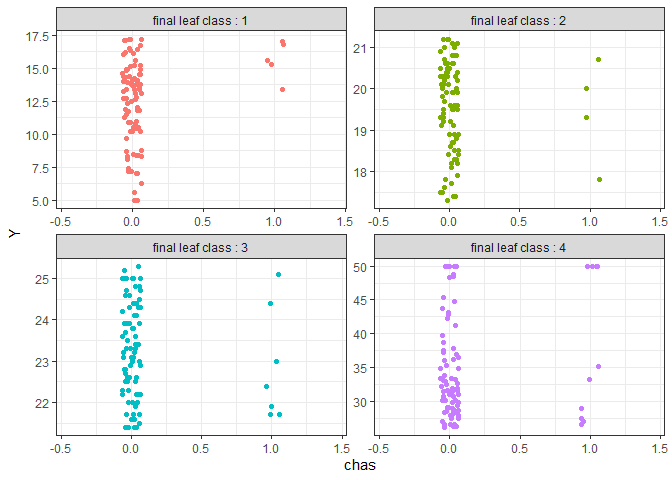 final leaf class : 1
final leaf class : 2
17.5
15.0
12.5
10.0
7.5
5.0
-0.5 0.0 0.5 1.0 1.5
21
20
19
18
-0.5 0.0 0.5 1.0 1.5
Y
final leaf class : 3
final leaf class : 4
25
24
23
22
-0.5 0.0 0.5 1.0 1.5
50
45
40
35
30
-0.5 0.0 0.5 1.0 1.5
chas